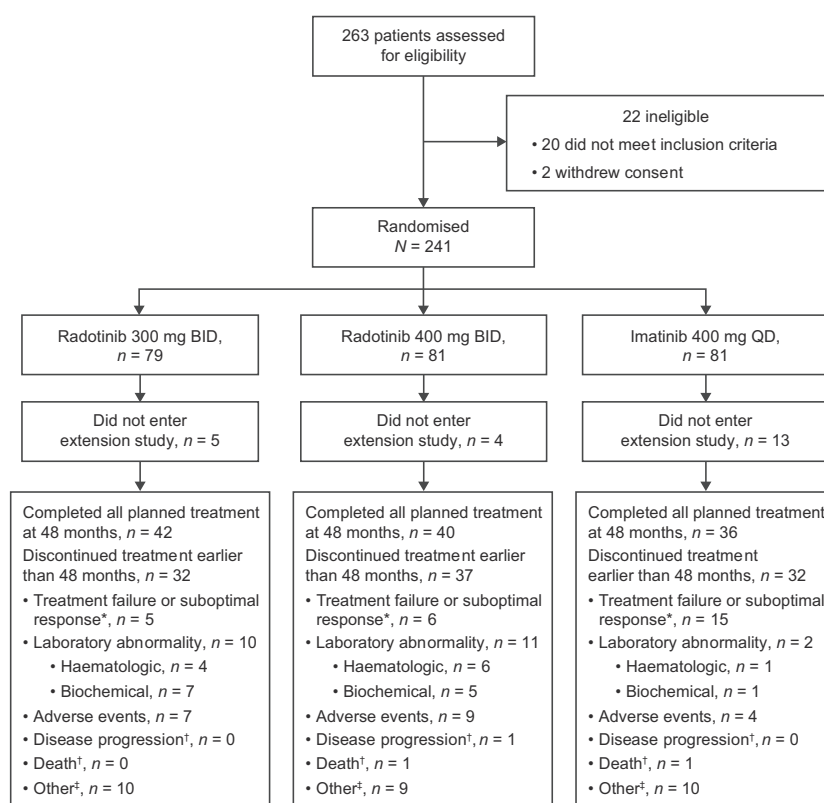 263 patients assessed
for eligibility
22 ineligible
• 20 did not meet inclusion criteria
• 2 withdrew consent
Randomised
N = 241
Radotinib 300 mg BID,
n = 79
Radotinib 400 mg BID,
n = 81
Imatinib 400 mg QD,
n = 81
Did not enter
extension study, n = 5
Did not enter
extension study, n = 4
Did not enter
extension study, n = 13
Completed all planned treatment
at 48 months, n = 42
Discontinued treatment earlier
than 48 months, n = 32
• Treatment failure or suboptimal
response*, n = 5
• Laboratory abnormality, n = 10
• Haematologic, n = 4
• Biochemical, n = 7
• Adverse events, n = 7
• Disease progression†, n = 0
• Death†, n = 0
• Other‡, n = 10
Completed all planned treatment
at 48 months, n = 40
Discontinued treatment earlier
than 48 months, n = 37
• Treatment failure or suboptimal
response*, n = 6
• Laboratory abnormality, n = 11
• Haematologic, n = 6
• Biochemical, n = 5
• Adverse events, n = 9
• Disease progression†, n = 1
• Death†, n = 1
• Other‡, n = 9
Completed all planned treatment
at 48 months, n = 36
Discontinued treatment
earlier than 48 months, n = 32
• Treatment failure or suboptimal
response*, n = 15
• Laboratory abnormality, n = 2
• Haematologic, n = 1
• Biochemical, n = 1
• Adverse events, n = 4
• Disease progression†, n = 0
• Death†, n = 1
• Other‡, n = 10